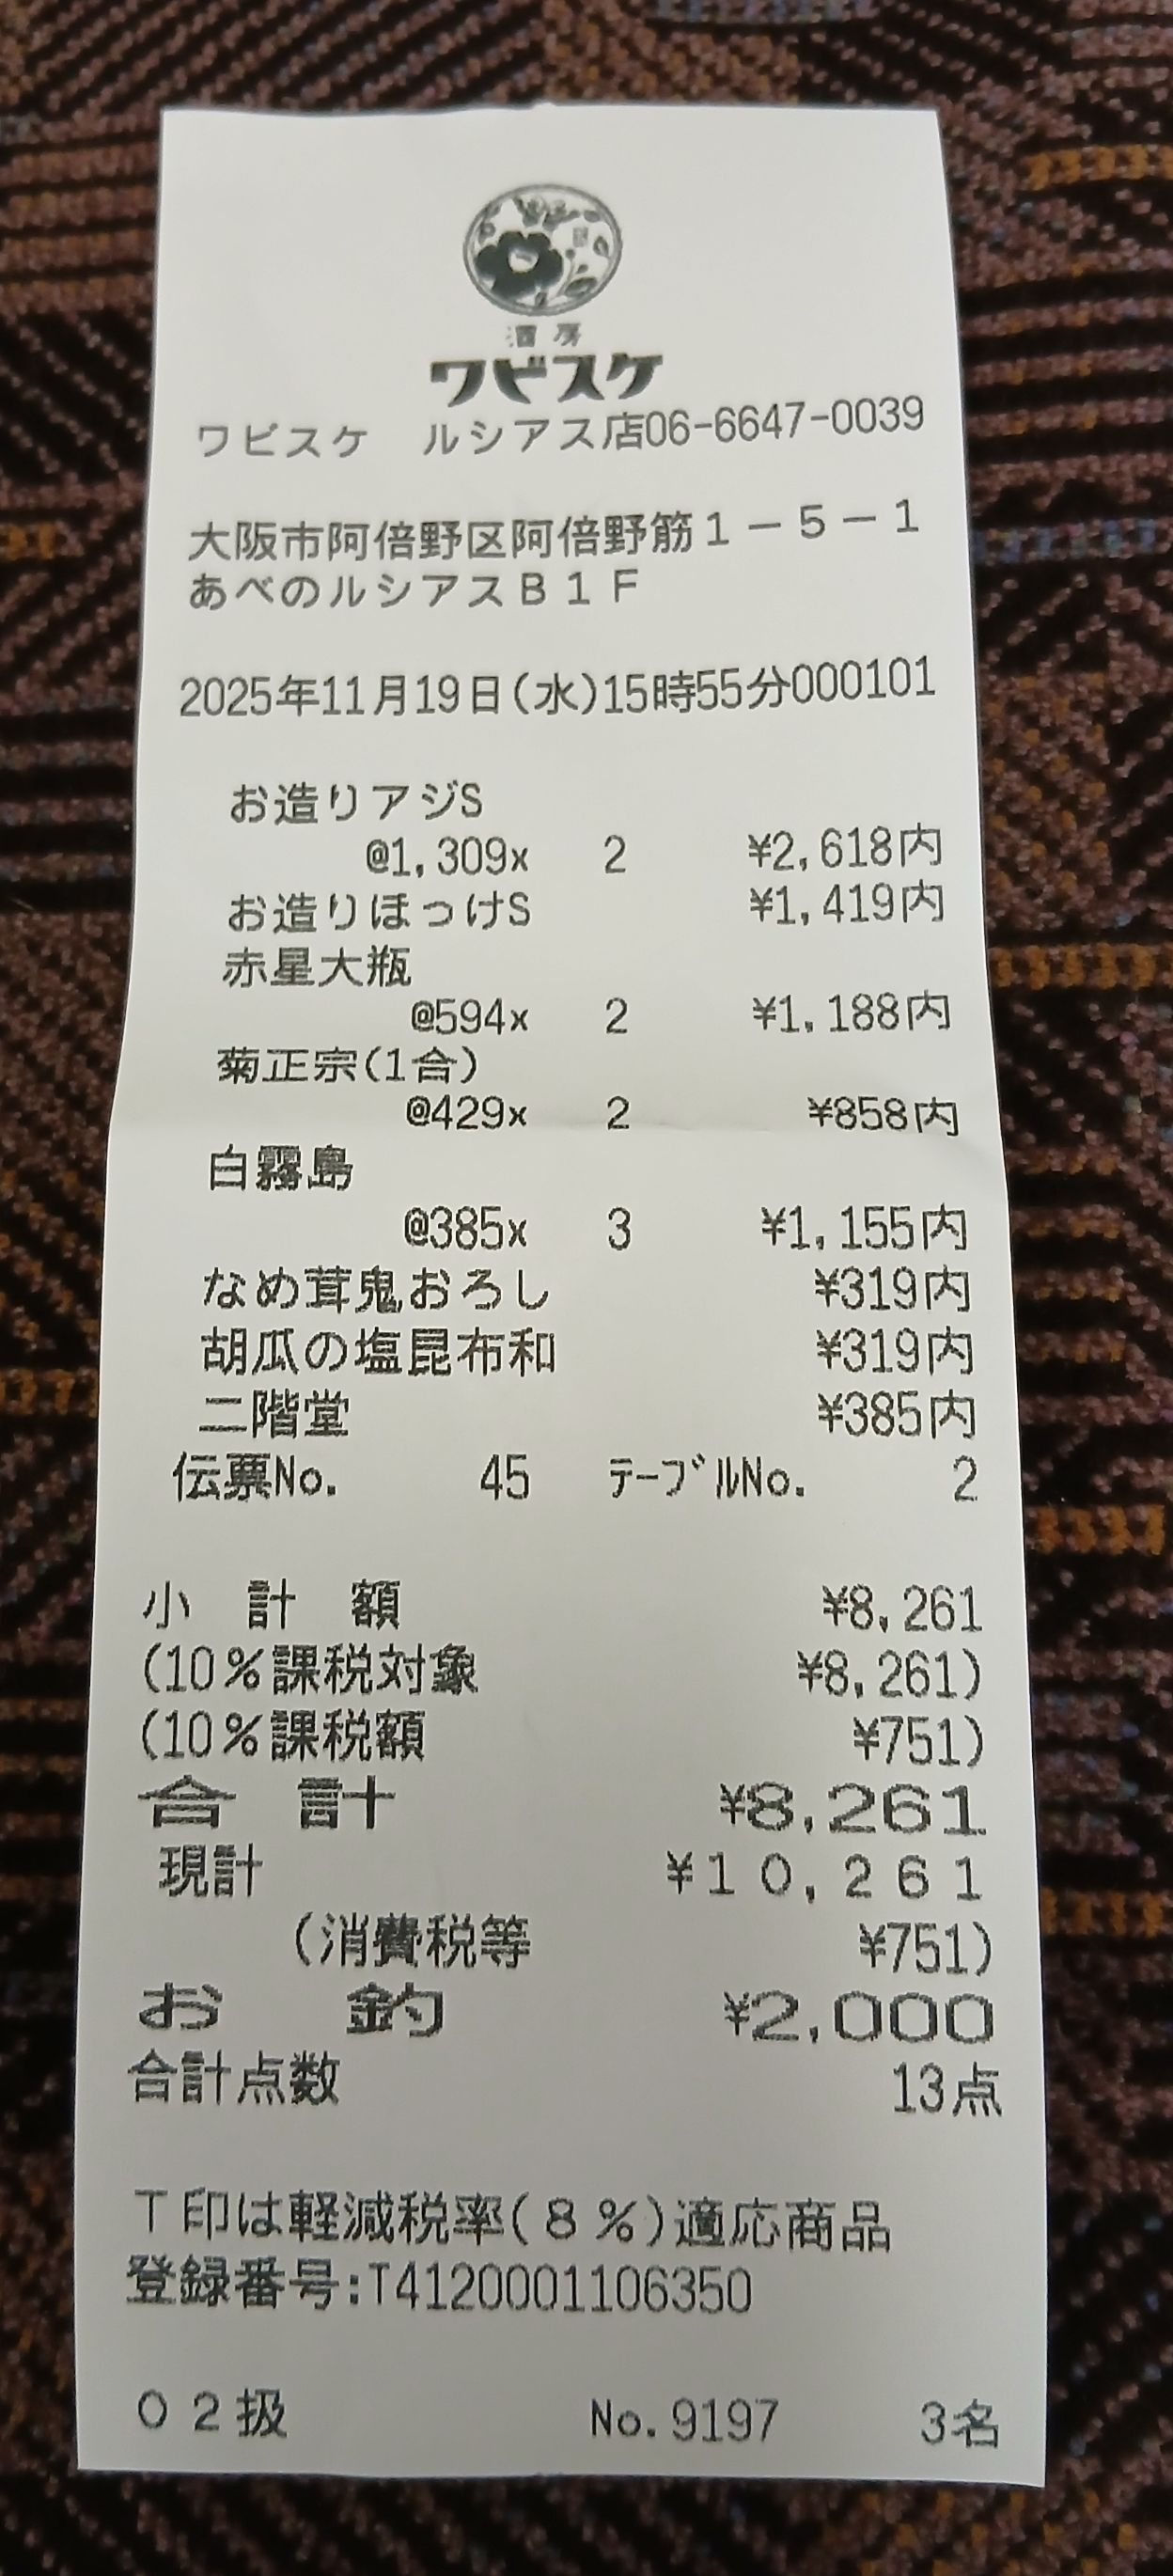 酒房
ワビスケ
ワビスケ　ルシアス店06-6647-0039
大阪市阿倍野区阿倍野筋１－５－１
あべのルシアスＢ１Ｆ
2025年11月19日(水)15時55分000101
お造りアジS
@1,309x 2 ¥2,618内
お造りほっけS ¥1,419内
赤星大瓶
@594x 2 ¥1,188内
菊正宗(1合)
@429x 2 ¥858内
白霧島
@385x 3 ¥1,155内
なめ茸鬼おろし ¥319内
胡瓜の塩昆布和 ¥319内
二階堂 ¥385内
伝票No. 45 ﾃｰﾌﾞﾙNo. 2
小　計　額 ¥8,261
(10％課税対象 ¥8,261)
(10％課税額 ¥751)
合　計 ¥8,261
現計 ¥１０,２６１
(消費税等 ¥751)
お　釣 ¥2,000
合計点数 13点
Ｔ印は軽減税率(８％)適応商品
登録番号:T4120001106350
０２扱 No.9197 3名